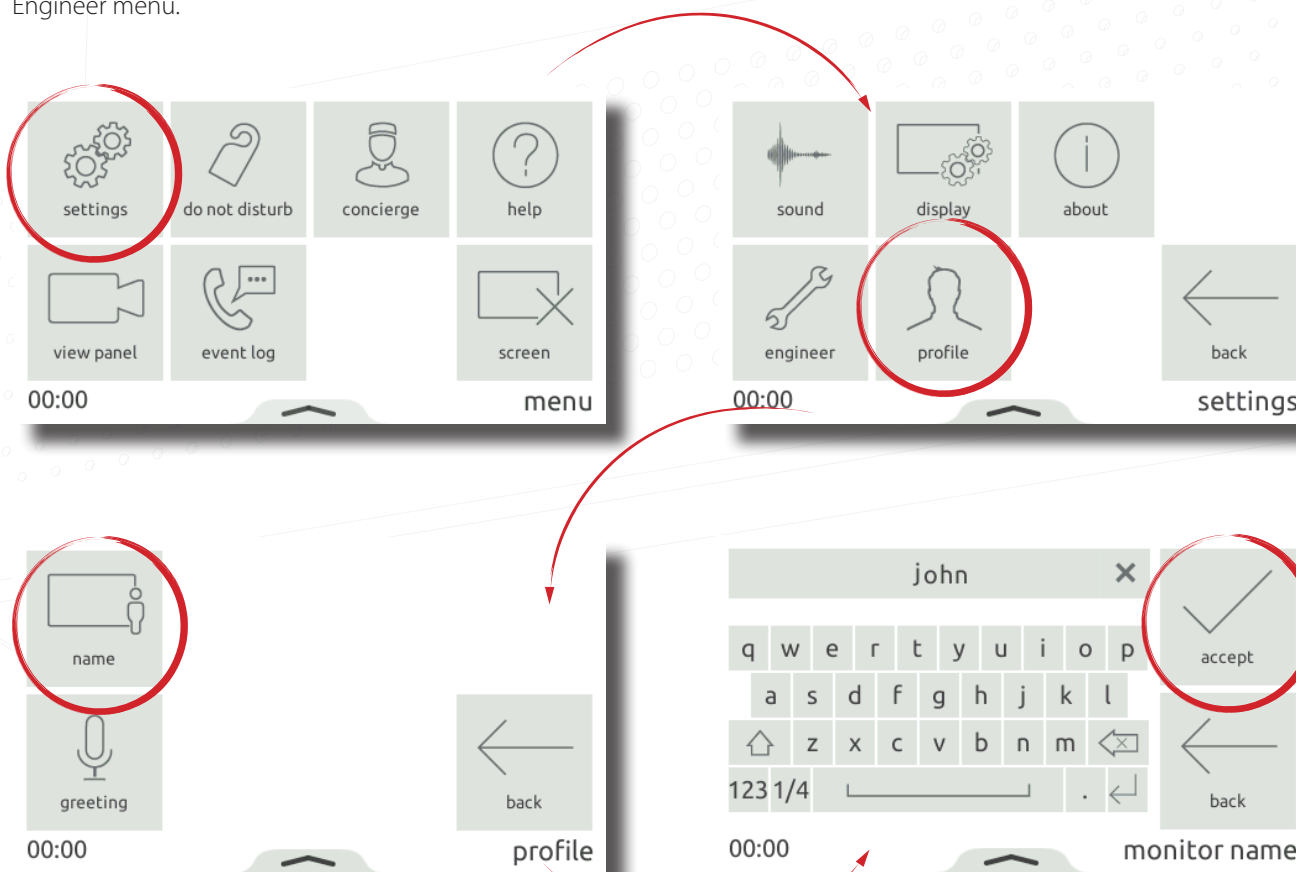 Engineer menu.
settings
do not disturb
concierge
help
view panel
event log
screen
00:00
menu
sound
display
about
engineer
profile
back
00:00
settings
name
greeting
back
00:00
profile
john
accept
q w e r t y u i o p
a s d f g h j k l
z x c v b n m
123 1/4 .
back
00:00
monitor name